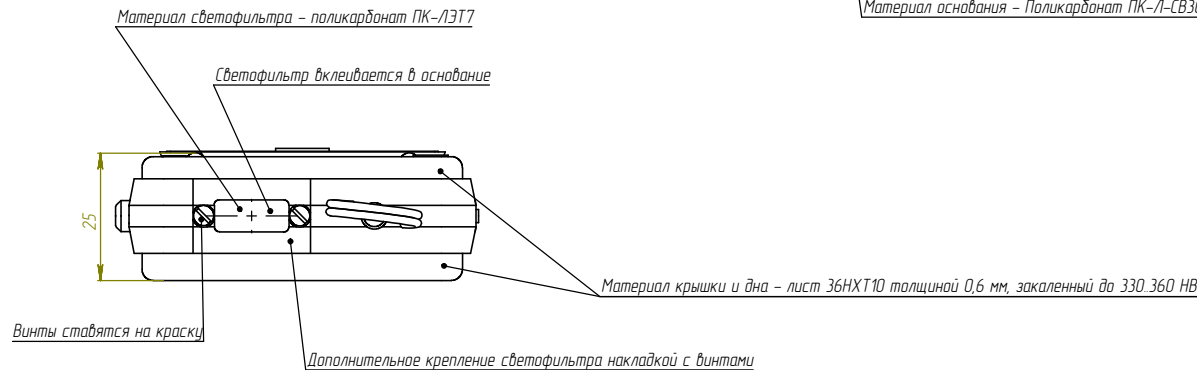 Материал светофильтра – поликарбонат ПК-ЛЭТ7
Материал основания – Поликарбонат ПК-Л-СВ30
Светофильтр вклеивается в основание
25
Материал крышки и дна – лист 36НХТ10 толщиной 0,6 мм, закаленный до 330..360 НВ
Винты ставятся на краску
Дополнительное крепление светофильтра накладкой с винтами